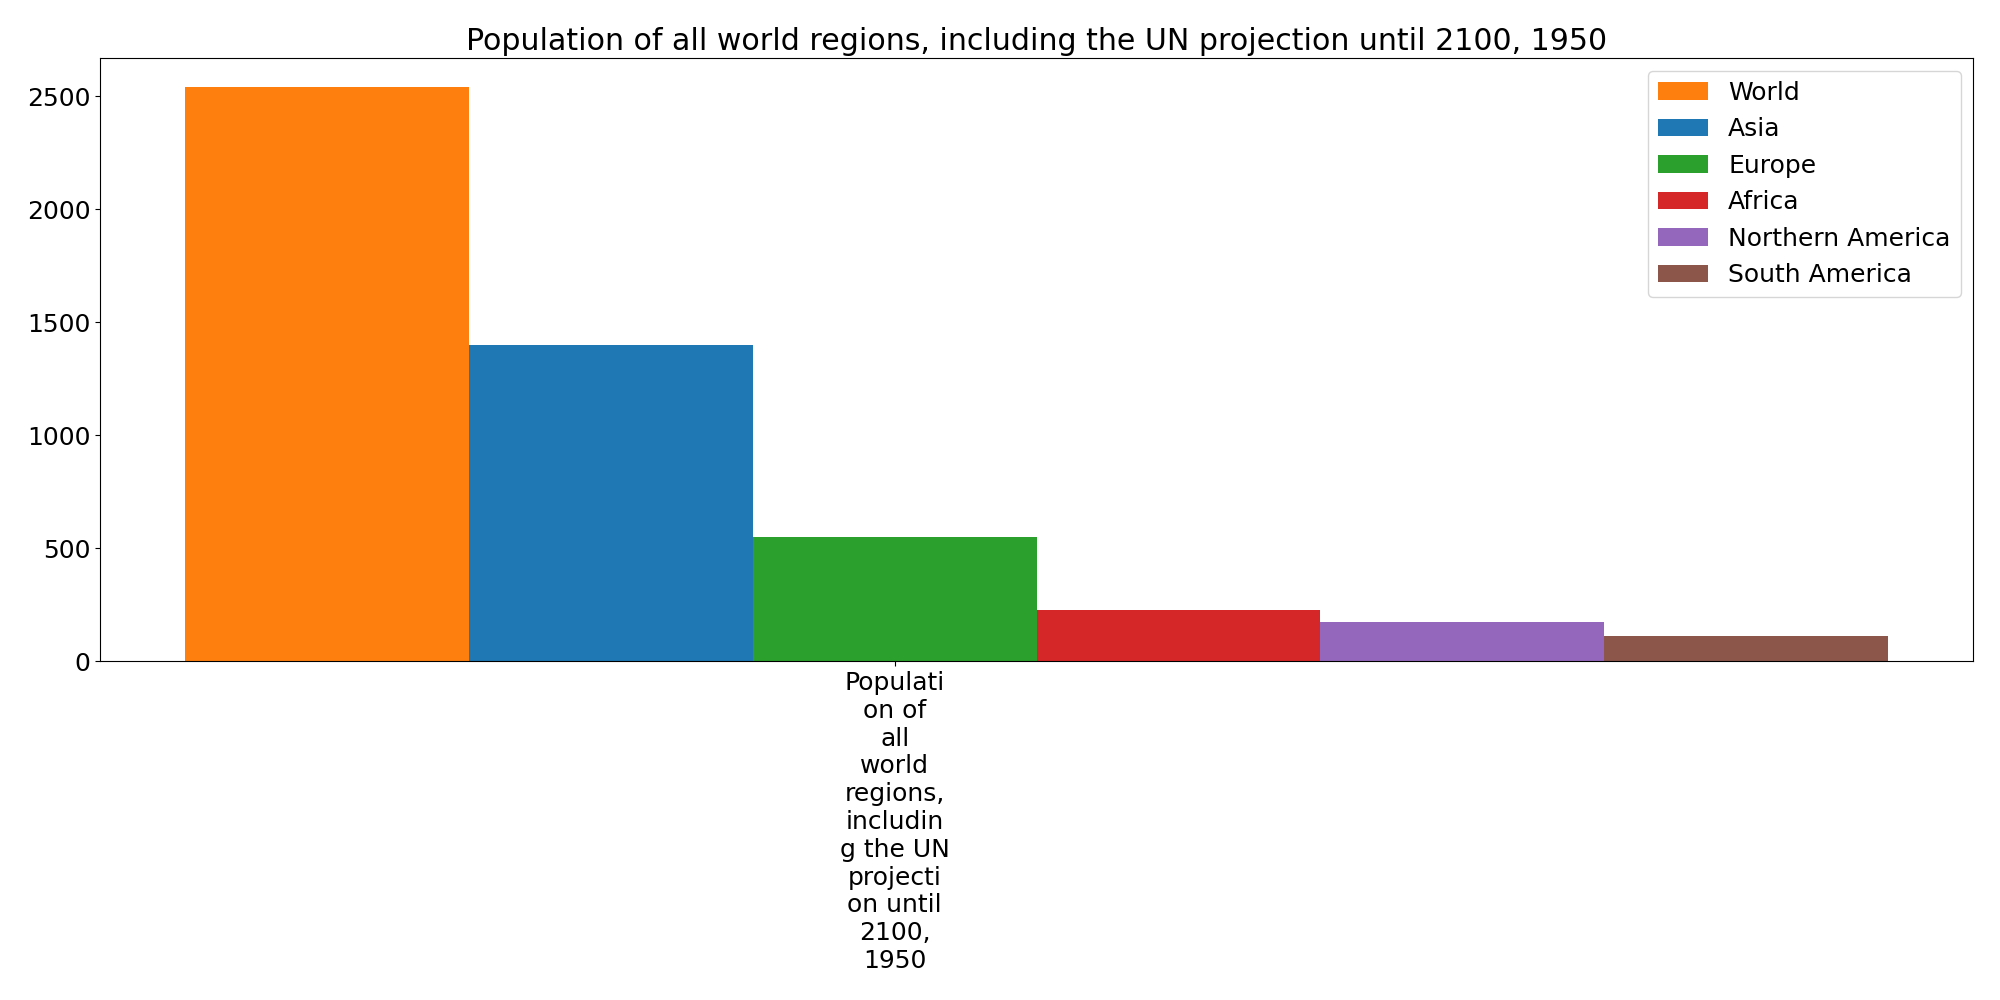 Population of all world regions, including the UN projection until 2100, 1950
2500
2000
1500
1000
500
0
World
Asia
Europe
Africa
Northern America
South America
Populati
on of
all
world
regions,
includin
g the UN
projecti
on until
2100,
1950